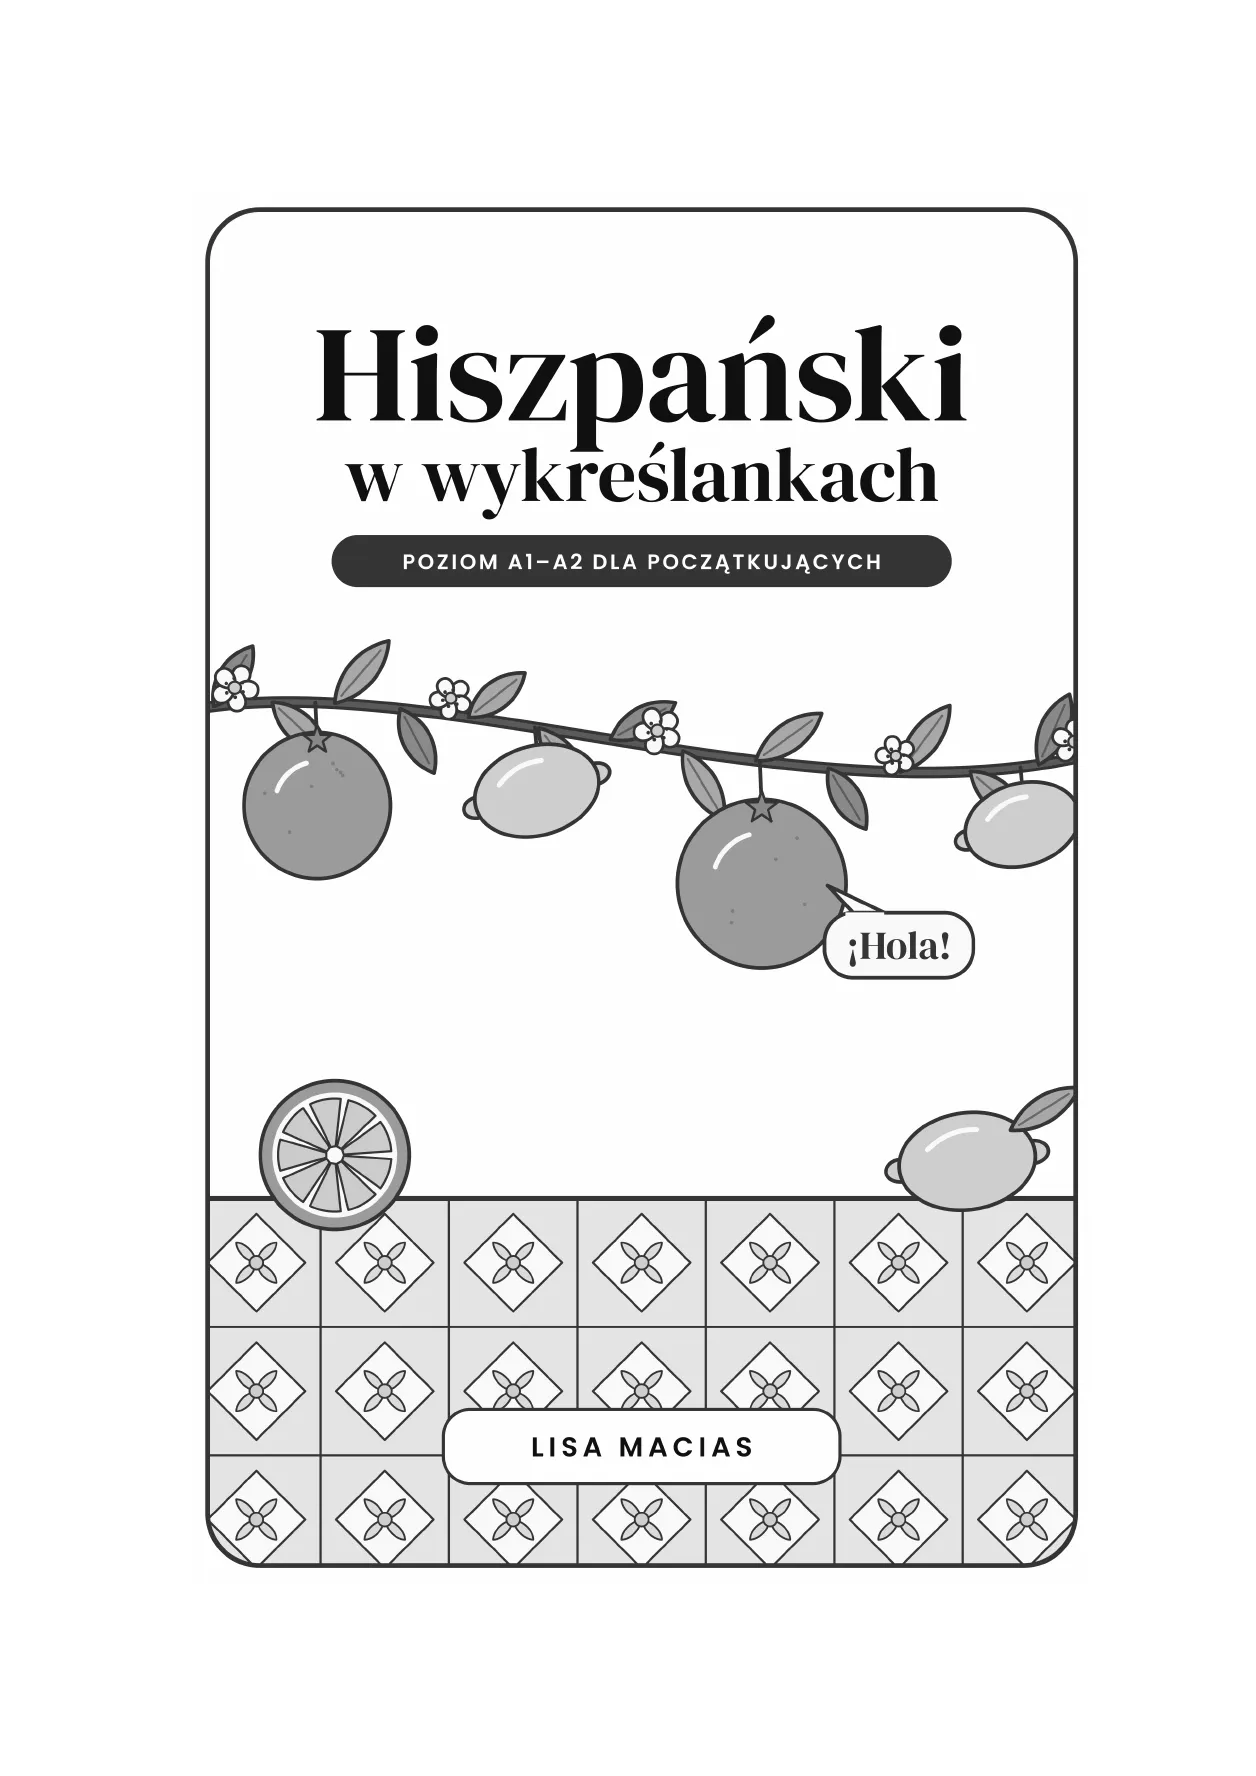 Hiszpański
w wykreślankach
POZIOM A1–A2 DLA POCZĄTKUJĄCYCH
¡Hola!
LISA MACIAS